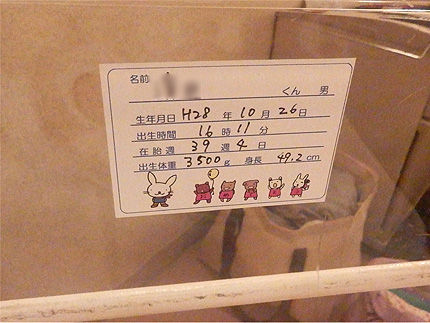 名前 くん 男
生年月日 H28 年 10 月 26 日
出生時間 16 時 11 分
在胎週 39 週 4 日
出生体重 3500 g 身長 49.2 cm